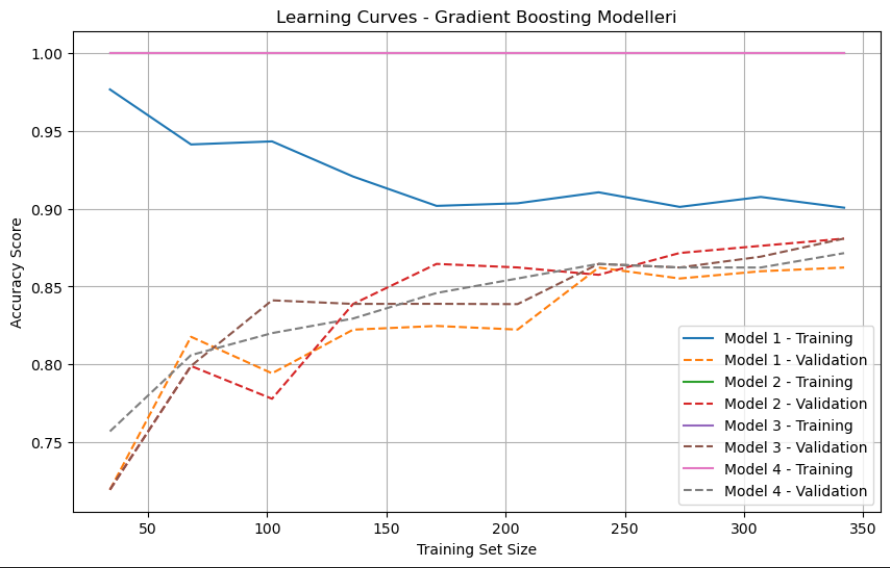 Learning Curves - Gradient Boosting Modelleri
1.00
0.95
0.90
0.85
0.80
0.75
Accuracy Score
Model 1 - Training
Model 1 - Validation
Model 2 - Training
Model 2 - Validation
Model 3 - Training
Model 3 - Validation
Model 4 - Training
Model 4 - Validation
50 100 150 200 250 300 350
Training Set Size